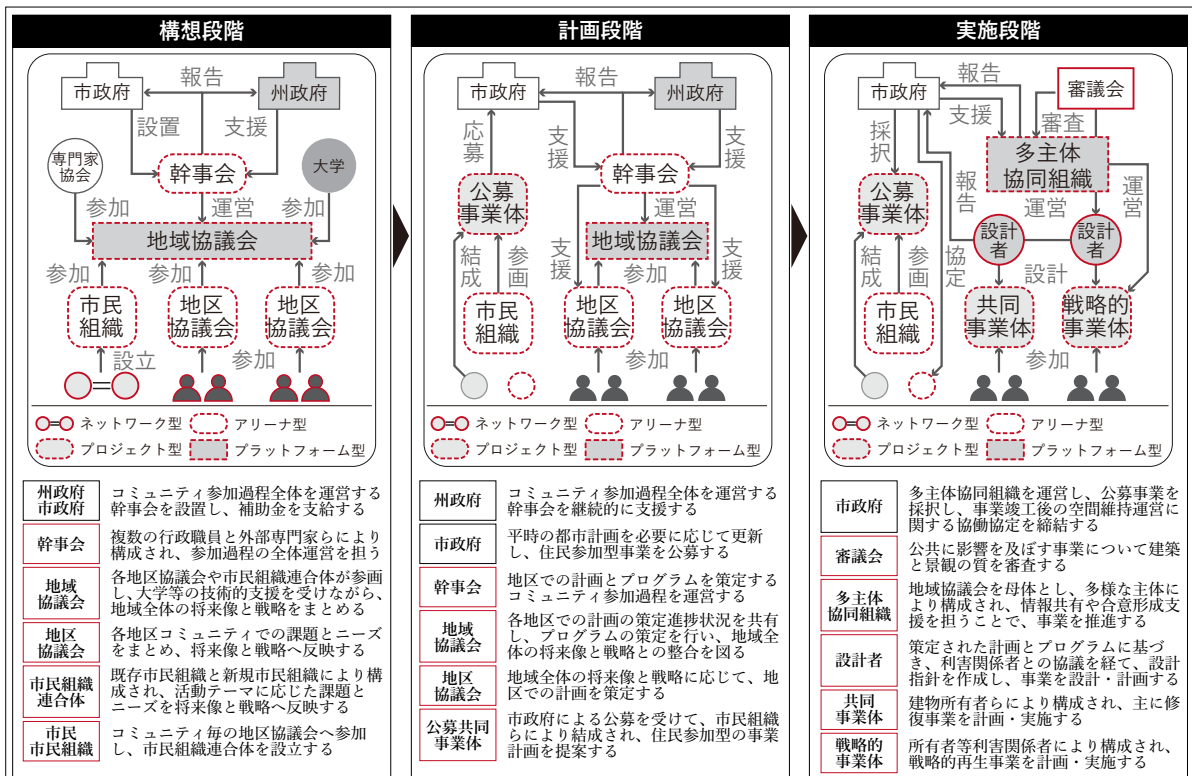 構想段階
報告
市政府
州政府
設置
支援
専門家
協会
幹事会
大学
参加
運営
参加
地域協議会
参加
参加
参加
市民
組織
地区
協議会
地区
協議会
設立
参加
ネットワーク型
アリーナ型
プロジェクト型
プラットフォーム型
州政府
市政府
コミュニティ参加過程全体を運営する
幹事会を設置し、補助金を支給する
幹事会
複数の行政職員と外部専門家らにより
構成され、参加過程の全体運営を担う
地域
協議会
各地区協議会や市民組織連合体が参画
し、大学等の技術的支援を受けながら、
地域全体の将来像と戦略をまとめる
地区
協議会
各地区コミュニティでの課題とニーズ
をまとめ、将来像と戦略へ反映する
市民組織
連合体
既存市民組織と新規市民組織により構
成され、活動テーマに応じた課題と
ニーズを将来像と戦略へ反映する
市民
市民組織
コミュニティ毎の地区協議会へ参加
し、市民組織連合体を設立する
計画段階
報告
市政府
州政府
応募
支援
支援
幹事会
公募
事業体
運営
地域協議会
結成
参画
支援
参加
支援
市民
組織
地区
協議会
地区
協議会
参加
ネットワーク型
アリーナ型
プロジェクト型
プラットフォーム型
州政府
コミュニティ参加過程全体を運営する
幹事会を継続的に支援する
市政府
平時の都市計画を必要に応じて更新
し、住民参加型事業を公募する
幹事会
地区での計画とプログラムを策定する
コミュニティ参加過程を運営する
地域
協議会
各地区での計画の策定進捗状況を共有
し、プログラムの策定を行い、地域全
体の将来像と戦略との整合を図る
地区
協議会
地域全体の将来像と戦略に応じて、地
区での計画を策定する
公募共同
事業体
市政府による公募を受けて、市民組織
らにより結成され、住民参加型の事業
計画を提案する
実施段階
報告
市政府
審議会
支援
採択
審査
多主体
協同組織
公募
事業体
報告
運営
運営
設計
者
設計
者
結成
参画
協定
設計
市民
組織
共同
事業体
戦略的
事業体
参加
ネットワーク型
アリーナ型
プロジェクト型
プラットフォーム型
市政府
多主体協同組織を運営し、公募事業を
採択し、事業竣工後の空間維持運営に
関する協働協定を締結する
審議会
公共に影響を及ぼす事業について建築
と景観の質を審査する
多主体
協同組織
地域協議会を母体とし、多様な主体に
より構成され、情報共有や合意形成支
援を担うことで、事業を推進する
設計者
策定された計画とプログラムに基づ
き、利害関係者との協議を経て、設計
指針を作成し、事業を設計・計画する
共同
事業体
建物所有者らにより構成され、主に修
復事業を計画・実施する
戦略的
事業体
所有者等利害関係者により構成され、
戦略的再生事業を計画・実施する